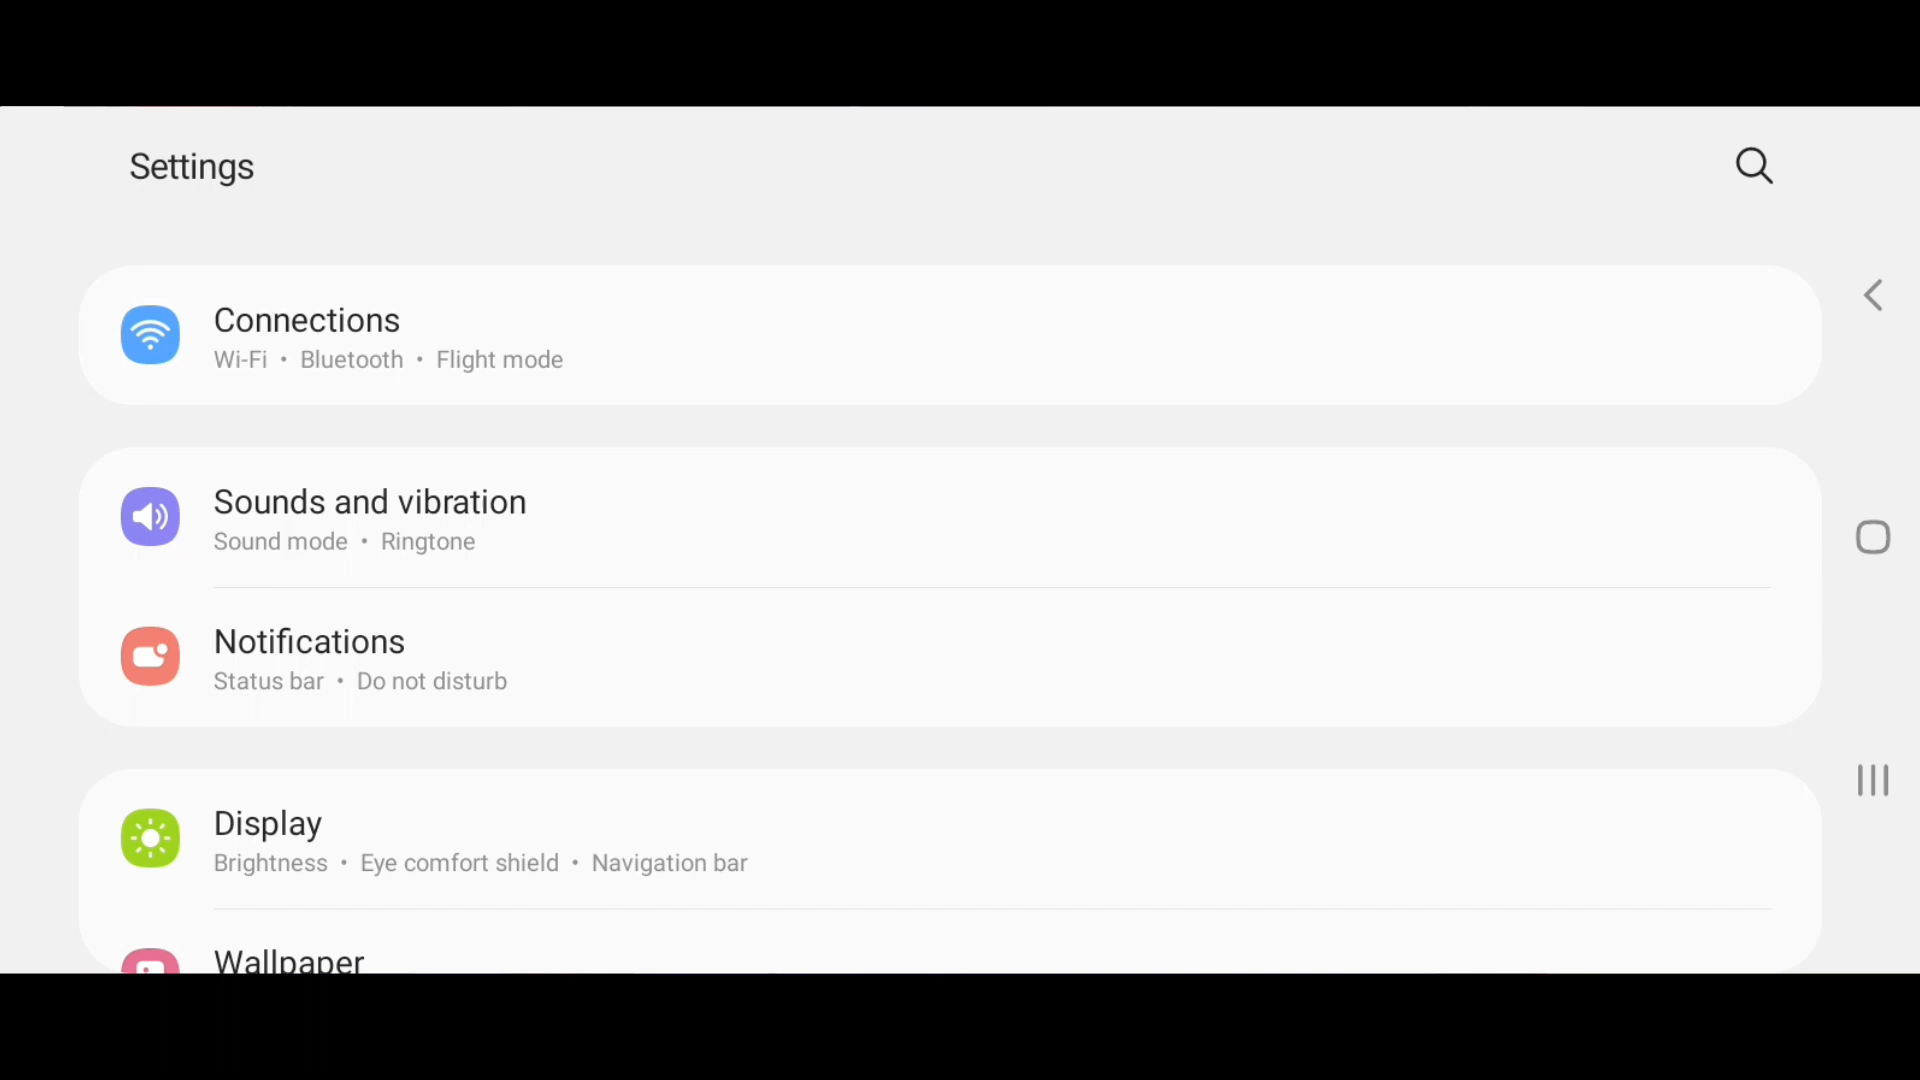 Settings
Connections
Wi-Fi • Bluetooth • Flight mode
Sounds and vibration
Sound mode • Ringtone
Notifications
Status bar • Do not disturb
Display
Brightness • Eye comfort shield • Navigation bar
Wallpaper